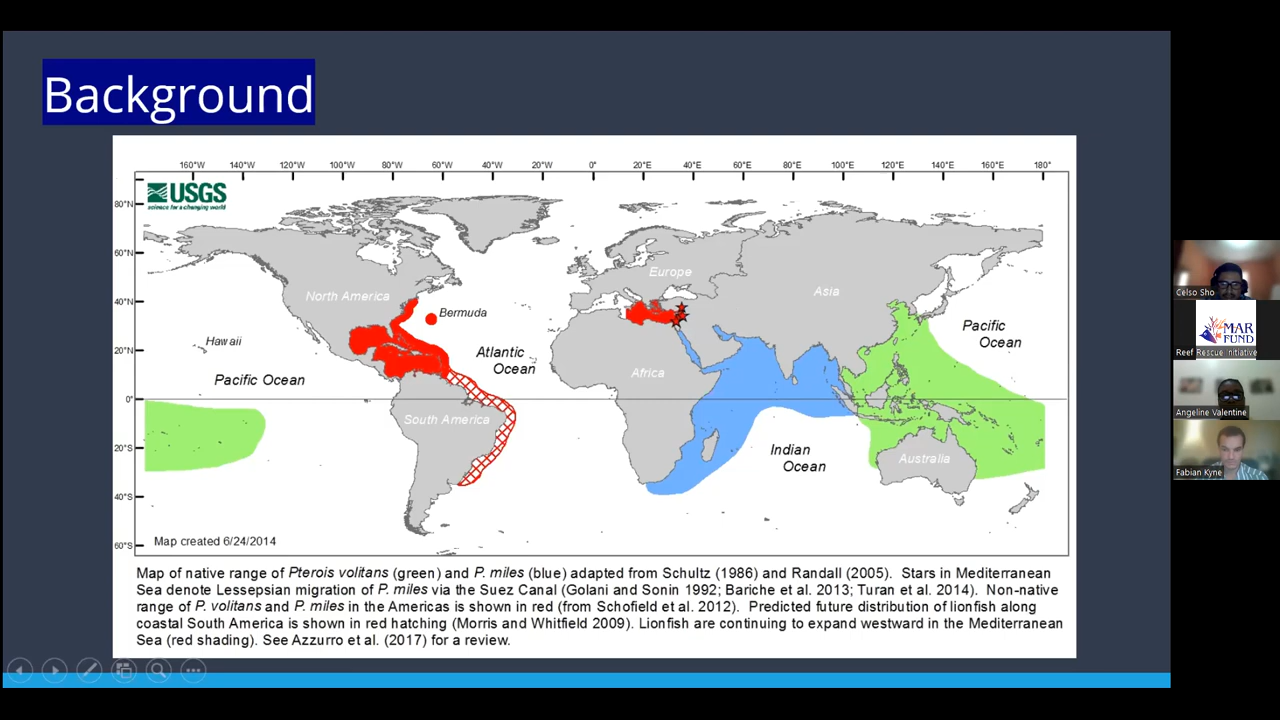 Background
160°W 140°W 120°W 100°W 80°W 60°W 40°W 20°W 0° 20°E 40°E 60°E 80°E 100°E 120°E 140°E 160°E 180°
USGS
science for a changing world
80°N
60°N
40°N
20°N
0°
20°S
40°S
60°S
North America
Europe
Asia
Bermuda
Hawaii
Atlantic
Ocean
Pacific
Ocean
Pacific Ocean
Africa
South America
Indian
Ocean
Australia
Map created 6/24/2014
Map of native range of Pterois volitans (green) and P. miles (blue) adapted from Schultz (1986) and Randall (2005). Stars in Mediterranean
Sea denote Lessepsian migration of P. miles via the Suez Canal (Golani and Sonin 1992; Bariche et al. 2013; Turan et al. 2014). Non-native
range of P. volitans and P. miles in the Americas is shown in red (from Schofield et al. 2012). Predicted future distribution of lionfish along
coastal South America is shown in red hatching (Morris and Whitfield 2009). Lionfish are continuing to expand westward in the Mediterranean
Sea (red shading). See Azzurro et al. (2017) for a review.
Celso Sho
MAR
FUND
Reef Rescue Initiative
Angeline Valentine
Fabian Kyne